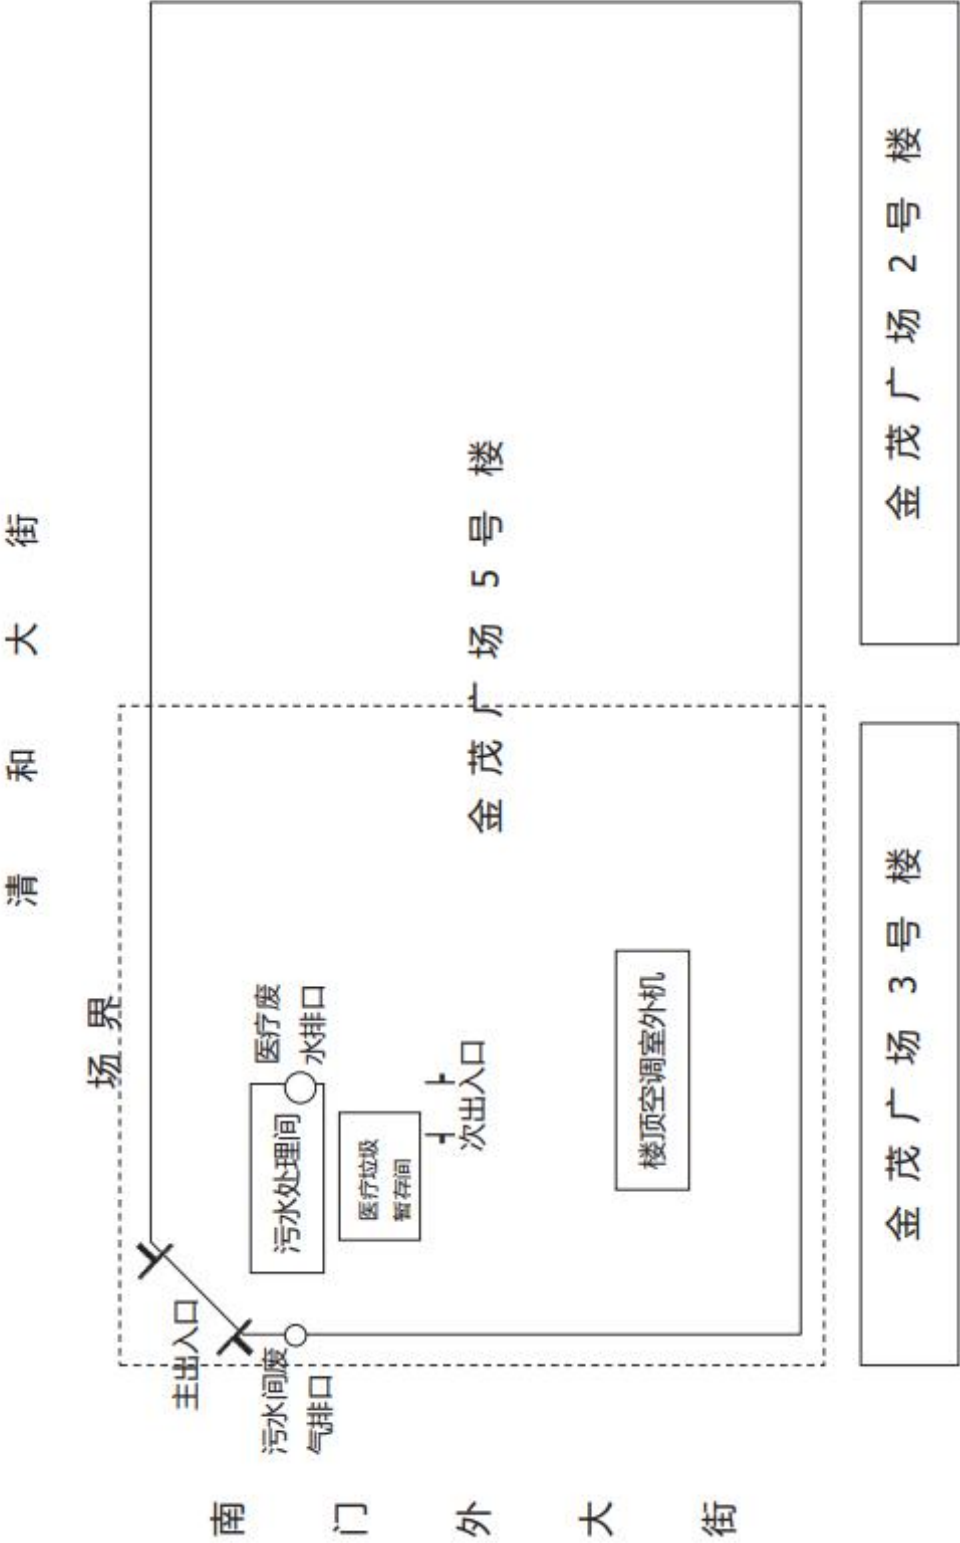 清和大街
场界
主出入口
污水间废
气排口
污水处理间
医疗废
水排口
医疗垃圾
暂存间
次出入口
金茂广场5号楼
楼顶空调室外机
南门外大街
金茂广场3号楼
金茂广场2号楼